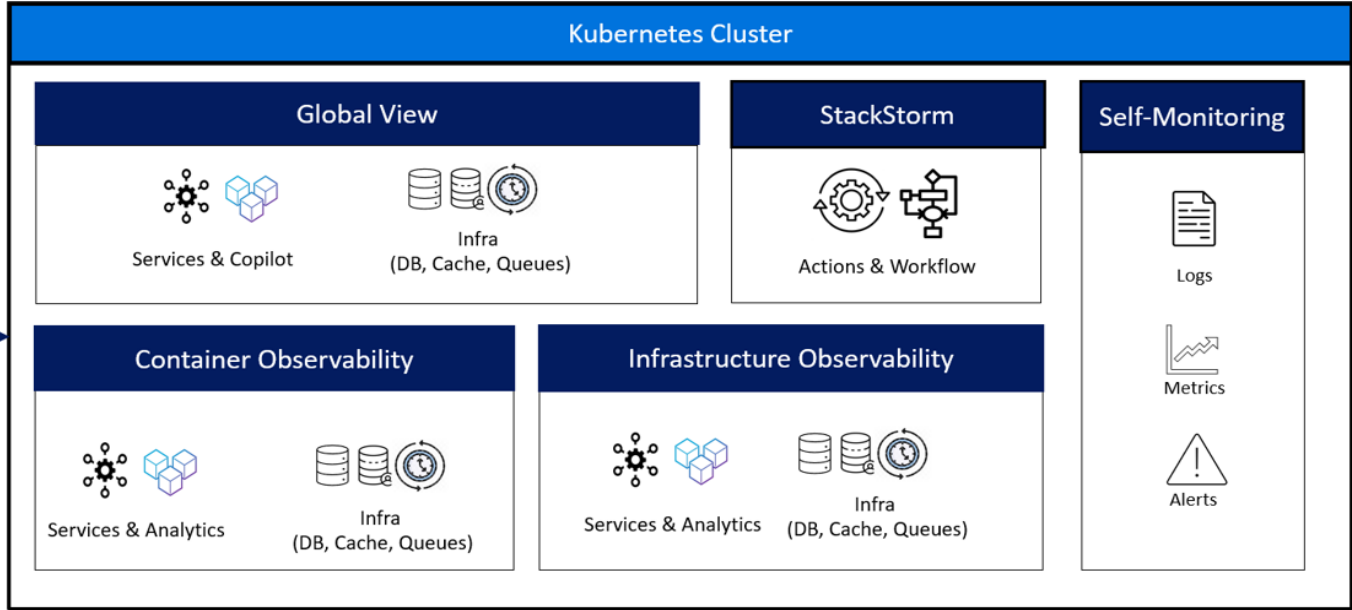 Kubernetes Cluster
Global View
Services & Copilot
Infra
(DB, Cache, Queues)
StackStorm
Actions & Workflow
Self-Monitoring
Logs
Metrics
Alerts
Container Observability
Services & Analytics
Infra
(DB, Cache, Queues)
Infrastructure Observability
Services & Analytics
Infra
(DB, Cache, Queues)